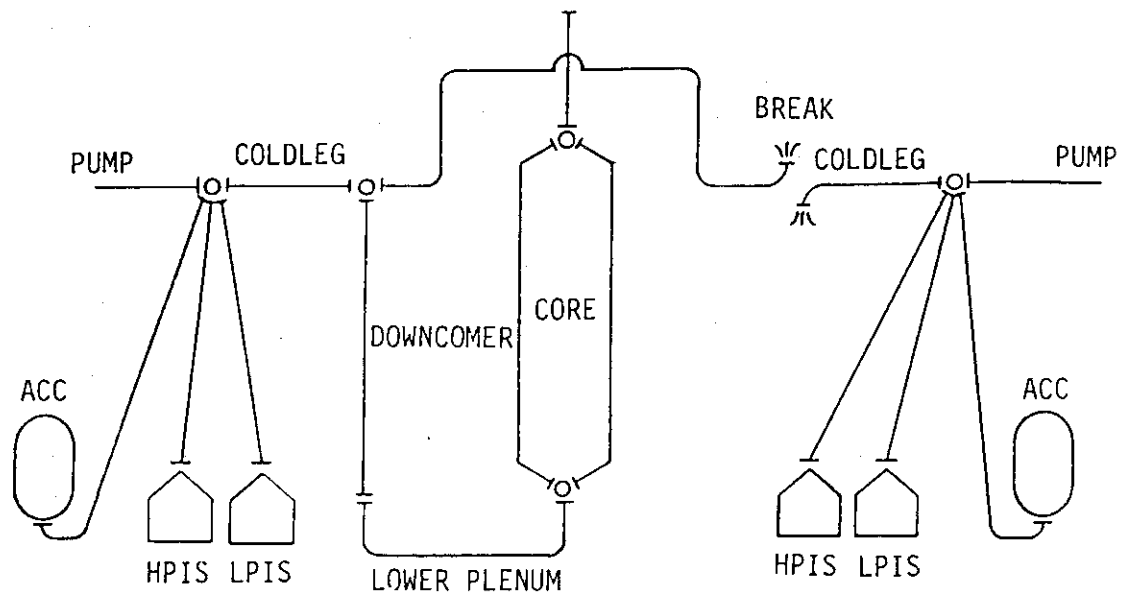 BREAK
PUMP COLDLEG COLDLEG PUMP
DOWNCOMER CORE
ACC ACC
HPIS LPIS HPIS LPIS
LOWER PLENUM